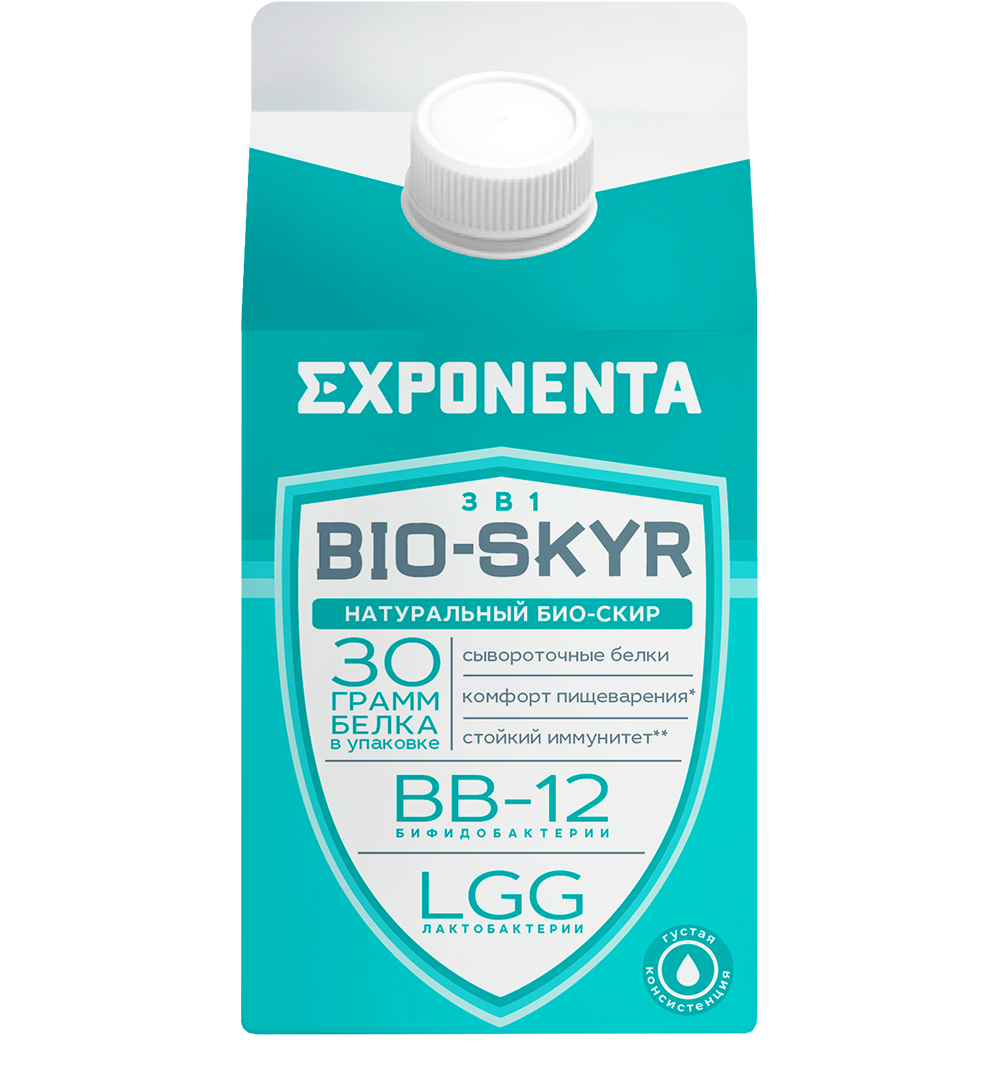 EXPONENTA
3 В 1
BIO-SKYR
НАТУРАЛЬНЫЙ БИО-СКИР
30
ГРАММ
БЕЛКА
в упаковке
сывороточные белки
комфорт пищеварения*
стойкий иммунитет**
BB-12
БИФИДОБАКТЕРИИ
LGG
ЛАКТОБАКТЕРИИ
густая
консистенция